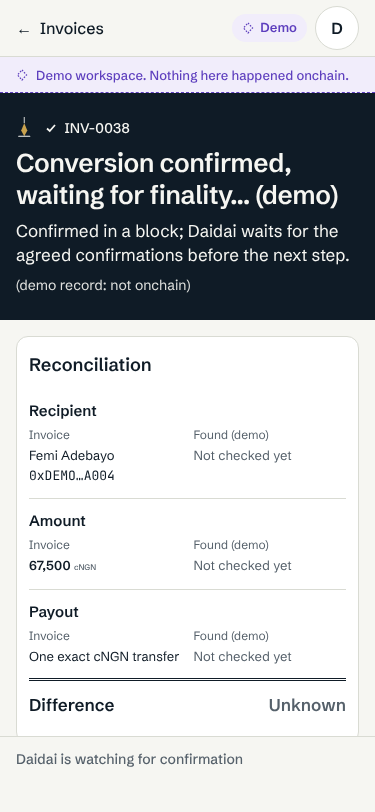 ← Invoices
Demo
D
Demo workspace. Nothing here happened onchain.
✓ INV-0038
Conversion confirmed,
waiting for finality... (demo)
Confirmed in a block; Daidai waits for the
agreed confirmations before the next step.
(demo record: not onchain)
Reconciliation
Recipient
Invoice Found (demo)
Femi Adebayo Not checked yet
0xDEMO…A004
Amount
Invoice Found (demo)
67,500 cNGN Not checked yet
Payout
Invoice Found (demo)
One exact cNGN transfer Not checked yet
Difference Unknown
Daidai is watching for confirmation